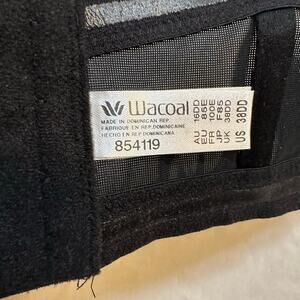 Wacoal
MADE IN DOMINICAN REP.
FABRIQUE EN REP. DOMINICAINE
HECHO EN REP. DOMINICANA
854119
AU 16DD
EU 85E
FR 100E
JP F85
UK 38DD
US 38DD